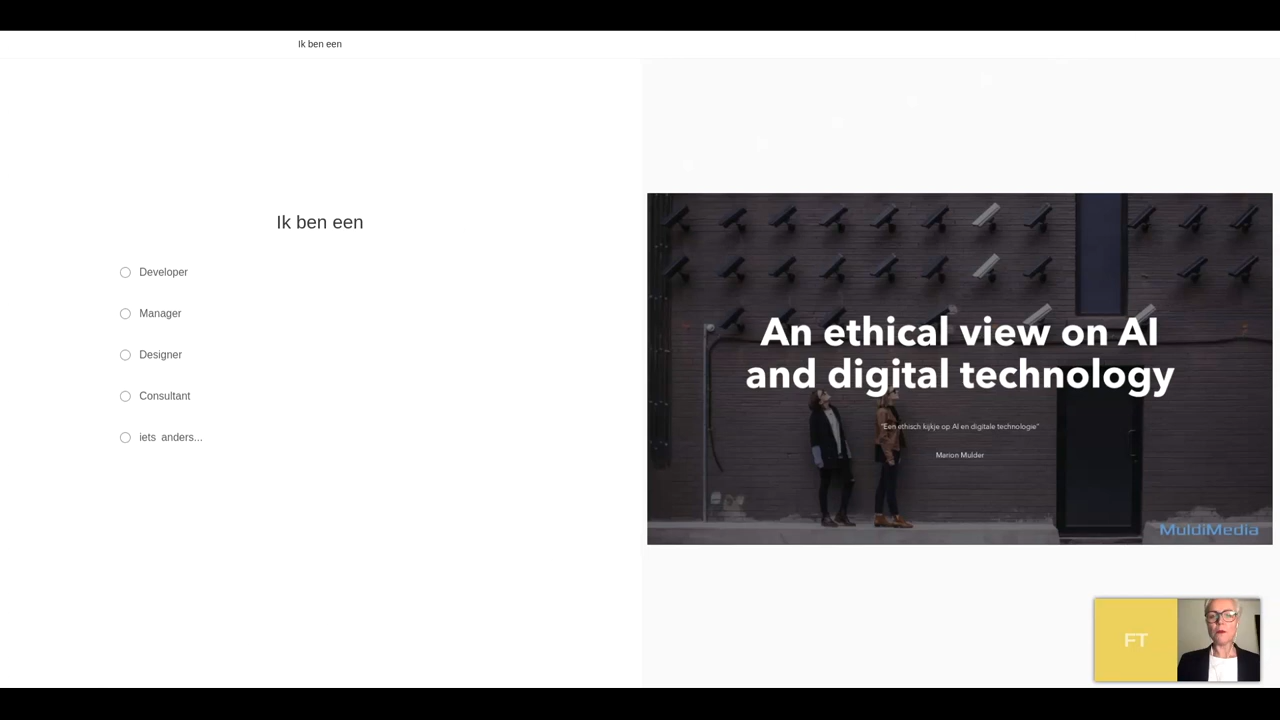 Ik ben een
Ik ben een
Developer
Manager
Designer
Consultant
iets anders...
An ethical view on AI
and digital technology
"Een ethisch kijkje op AI en digitale technologie"
Marion Mulder
MuldiMedia
FT